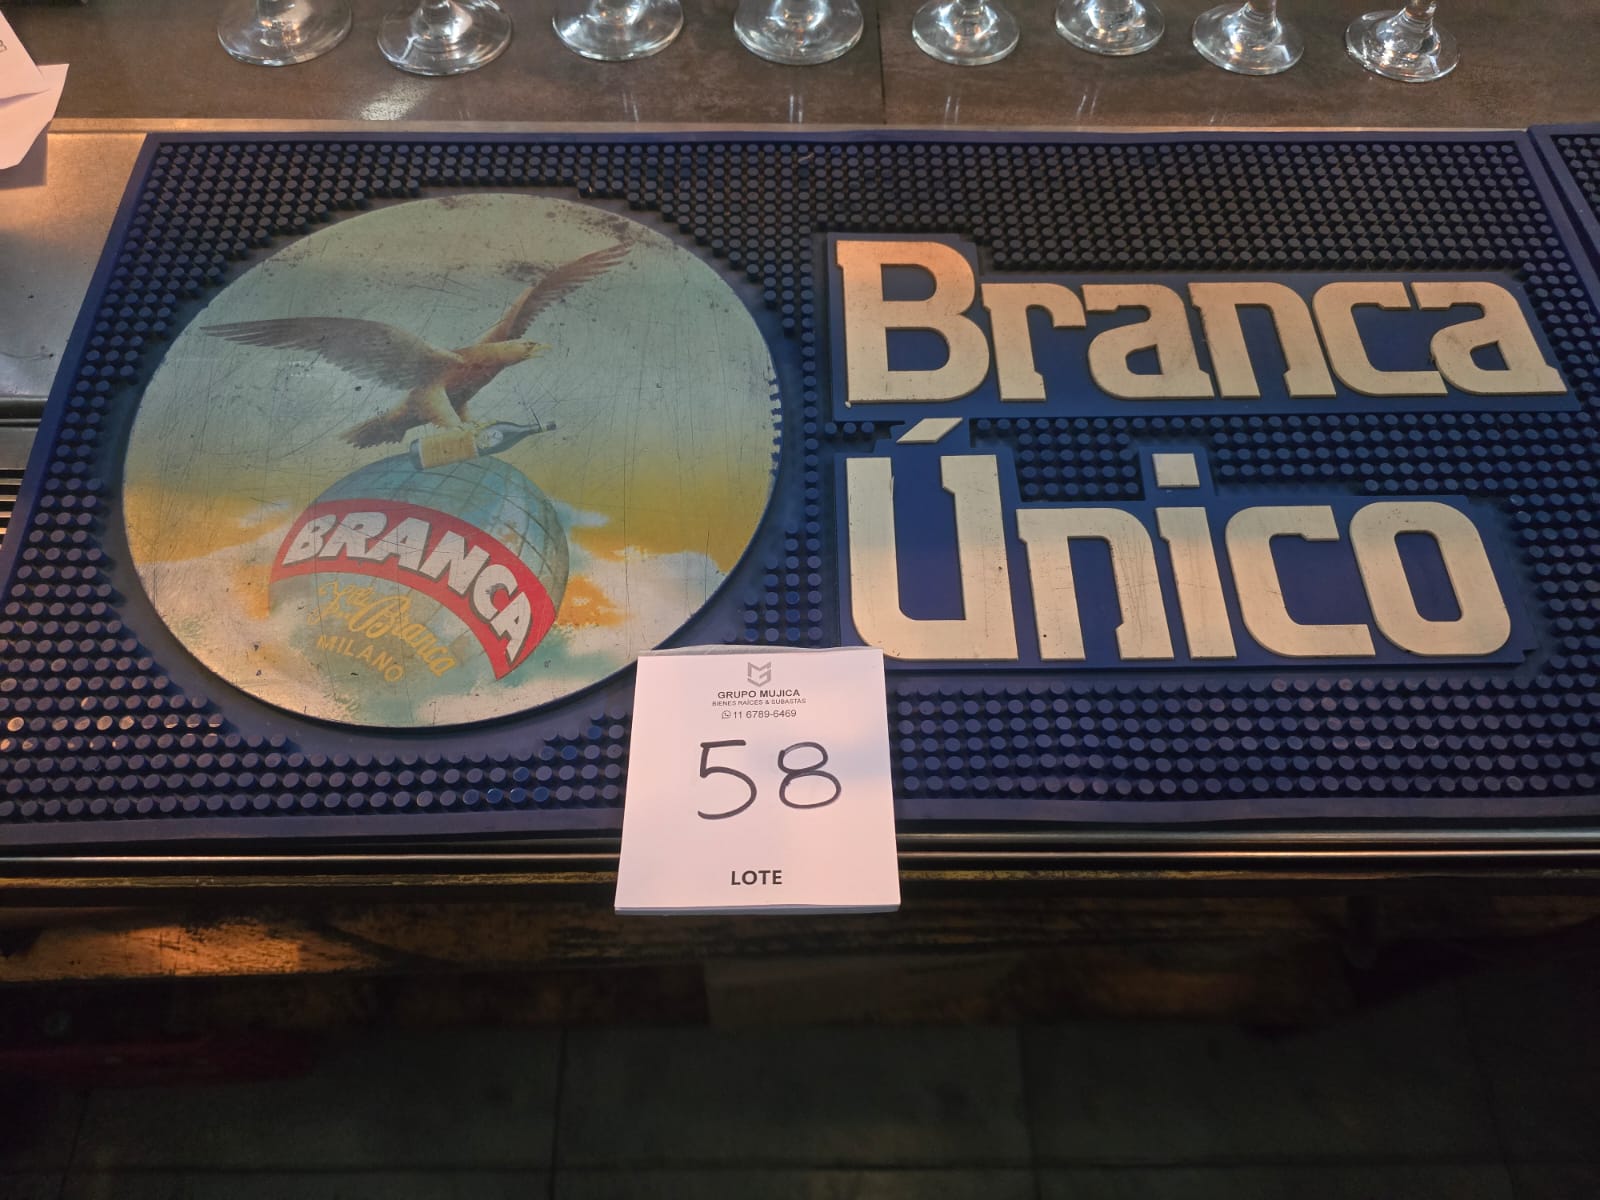 Branca
Único
BRANCA
F.lli Branca
MILANO
GRUPO MUJICA
BIENES RAÍCES & SUBASTAS
11 6789-6469
58
LOTE